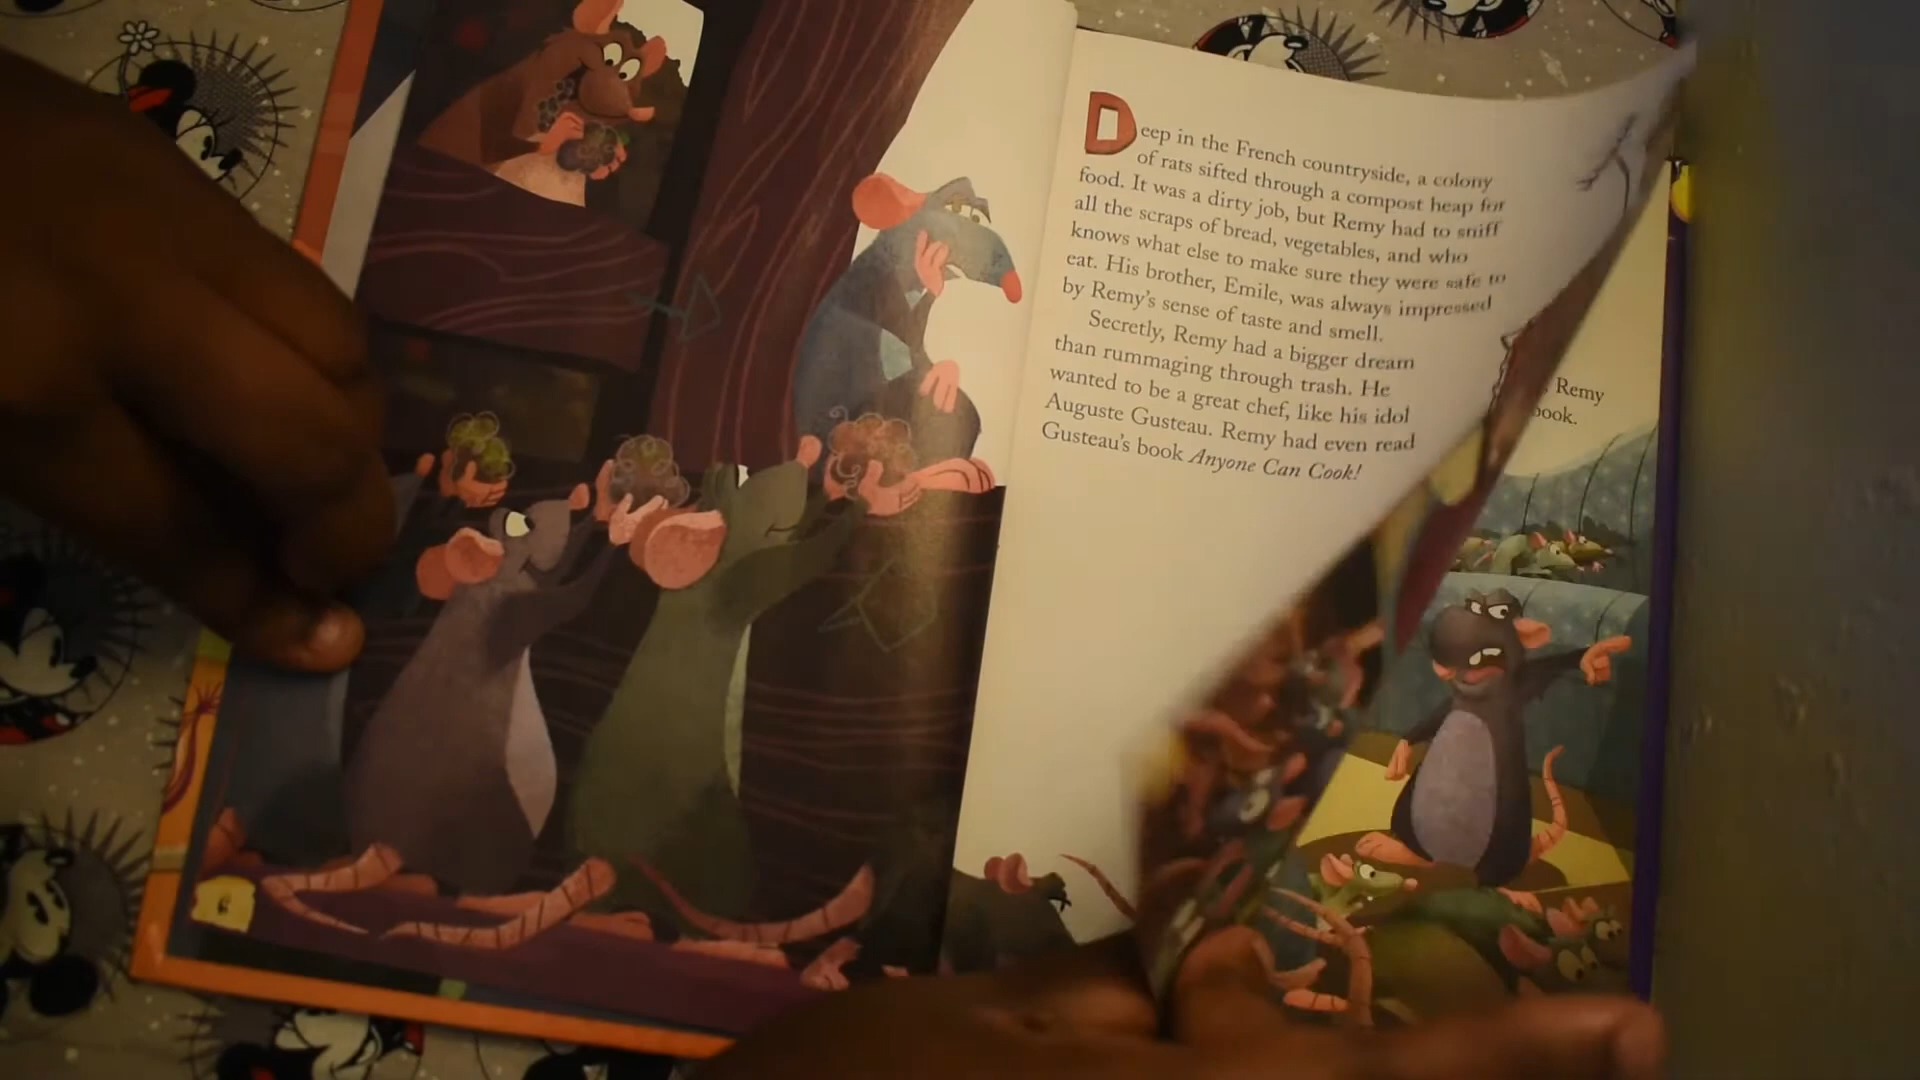 Deep in the French countryside, a colony
of rats sifted through a compost heap for
food. It was a dirty job, but Remy had to sniff
all the scraps of bread, vegetables, and who
knows what else to make sure they were safe to
eat. His brother, Emile, was always impressed
by Remy's sense of taste and smell.
Secretly, Remy had a bigger dream
than rummaging through trash. He
wanted to be a great chef, like his idol
Auguste Gusteau. Remy had even read
Gusteau's book Anyone Can Cook!
Remy
book.